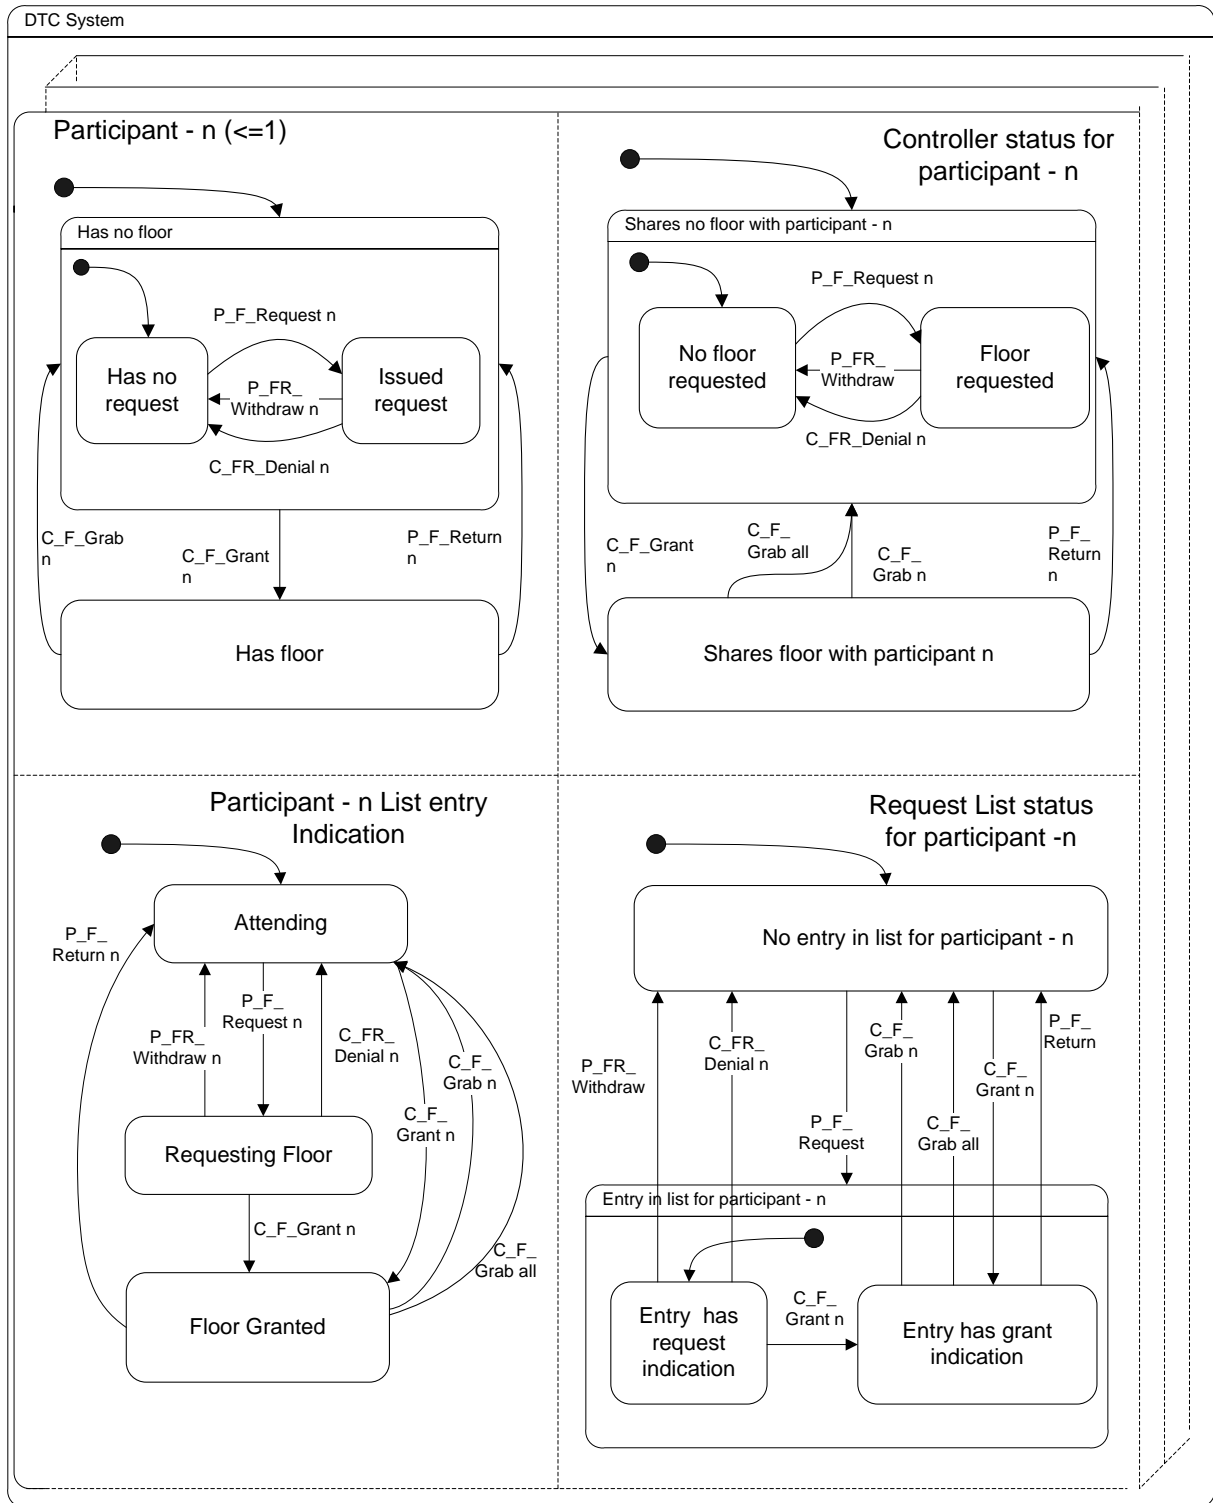 DTC System
Participant - n (<=1)
Has no floor
P_F_Request n
Has no
request
P_FR_
Withdraw n
Issued
request
C_FR_Denial n
C_F_Grab
n
C_F_Grant
n
P_F_Return
n
Has floor
Controller status for
participant - n
Shares no floor with participant - n
P_F_Request n
No floor
requested
P_FR_
Withdraw
Floor
requested
C_FR_Denial n
C_F_Grant
n
C_F_
Grab all
C_F_
Grab n
P_F_
Return
n
Shares floor with participant n
Participant - n List entry
Indication
Attending
P_F_
Return n
P_FR_
Withdraw n
P_F_
Request n
C_FR_
Denial n
C_F_
Grab n
C_F_
Grant n
Requesting Floor
C_F_Grant n
C_F_
Grab all
Floor Granted
Request List status
for participant -n
No entry in list for participant - n
P_FR_
Withdraw
C_FR_
Denial n
P_F_
Request
C_F_
Grab n
C_F_
Grab all
C_F_
Grant n
P_F_
Return
Entry in list for participant - n
Entry has
request
indication
C_F_
Grant n
Entry has grant
indication